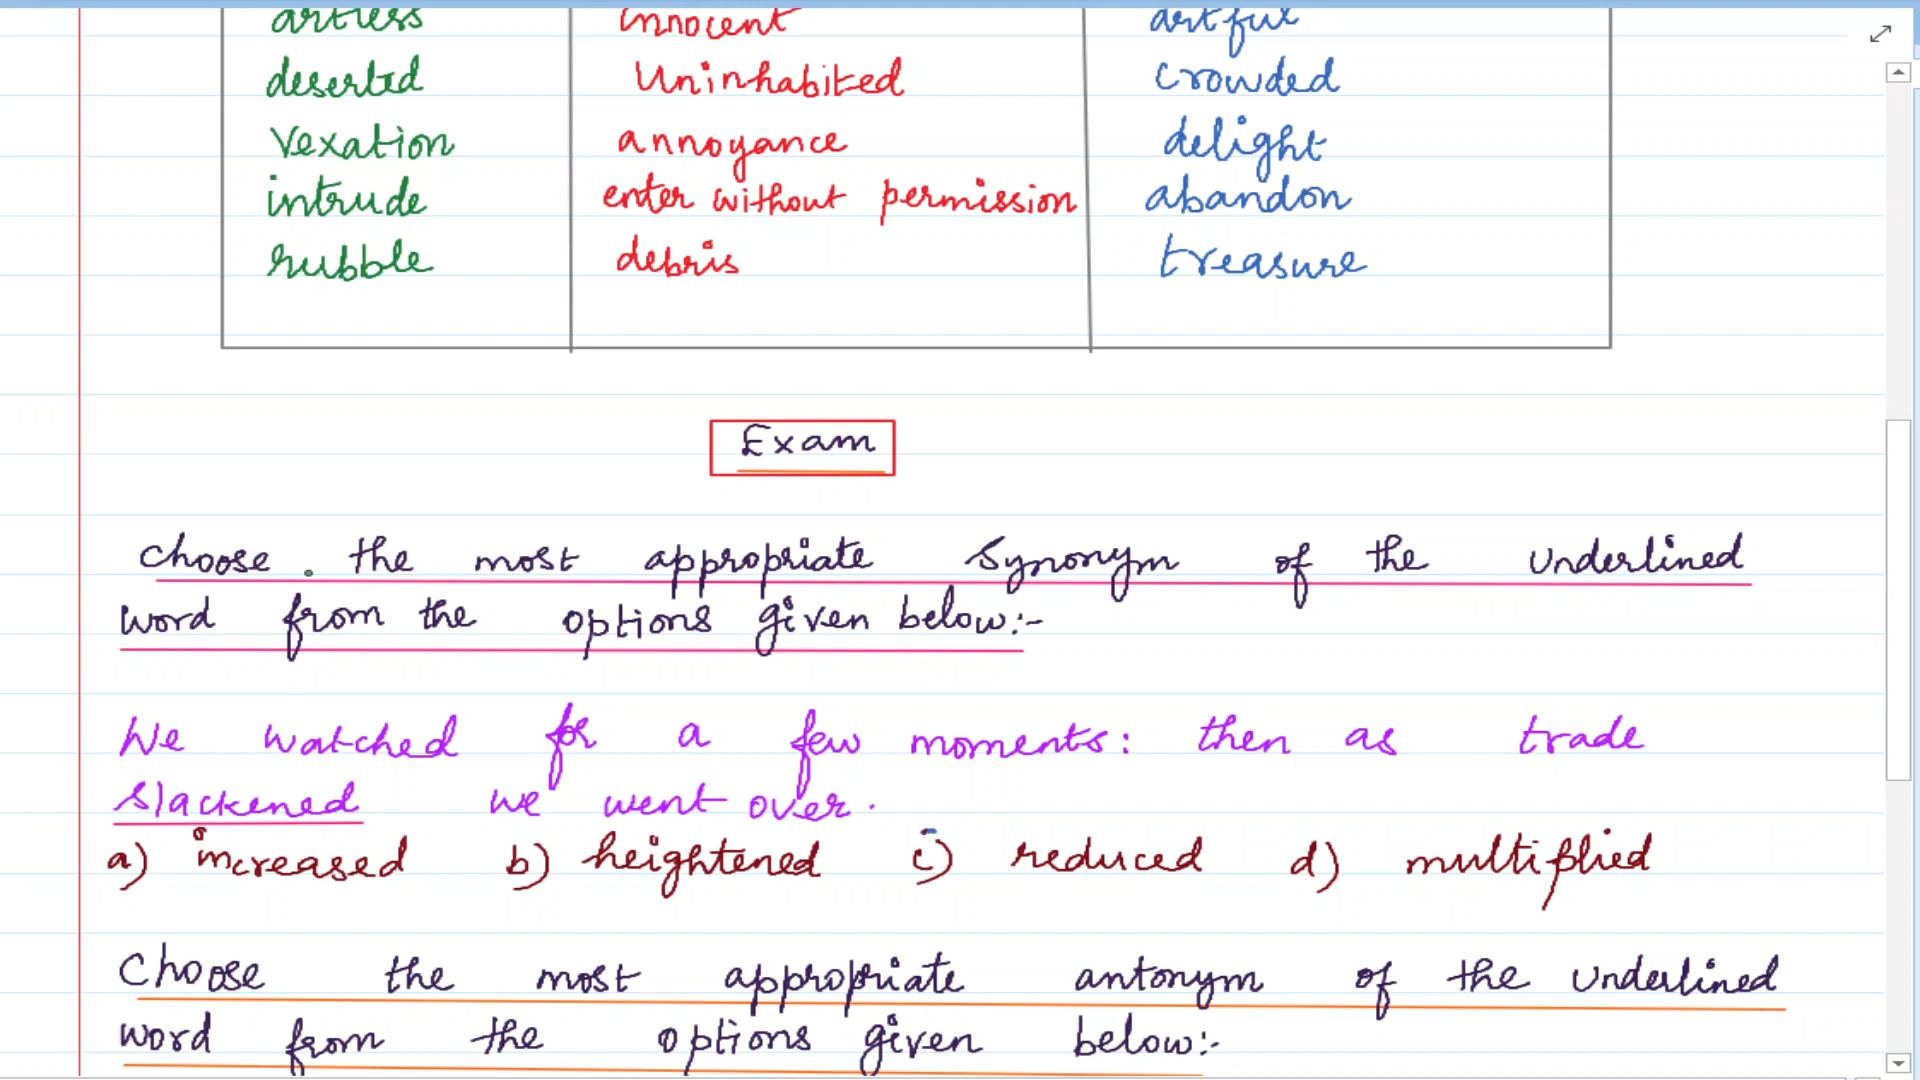 artless innocent artful
deserted Uninhabited crowded
Vexation annoyance delight
intrude enter without permission abandon
rubble debris treasure
Exam
choose . the most appropriate synonym of the underlined
word from the options given below:-
We watched for a few moments: then as trade
slackened we went over.
a) increased b) heightened c) reduced d) multiplied
Choose the most appropriate antonym of the underlined
word from the options given below:-